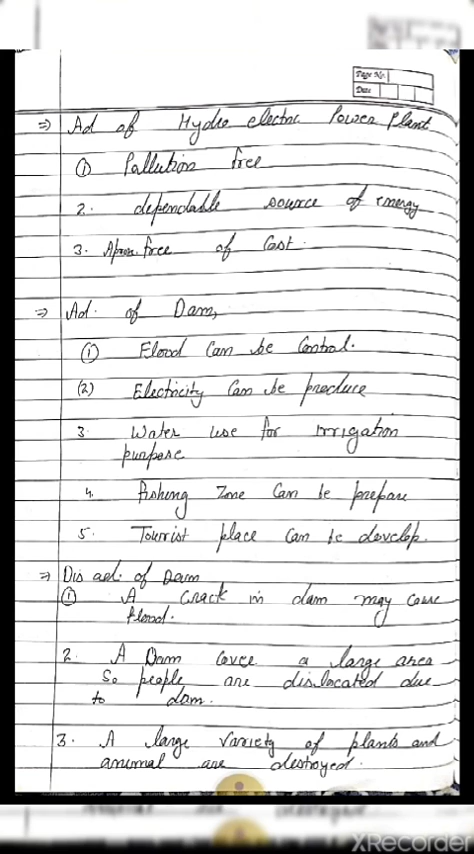 Page No.
Date
⇒ Ad of Hydro electric Power Plant
① Pollution free
2. dependable source of energy
3. free of Cost.
⇒ Ad. of Dam,
① Flood Can be Control.
(2) Electricity Can be produce
3. Water use for irrigation
purpose
4. fishing Zone Can be prepare
5. Tourist place Can be develop.
⇒ Dis ad. of Dam
① A Crack in dam may Cause
flood.
2. A Dam Cover a large area
So people are dislocated due
to dam.
3. A large variety of plants and
animal are destroyed.
XRecorder